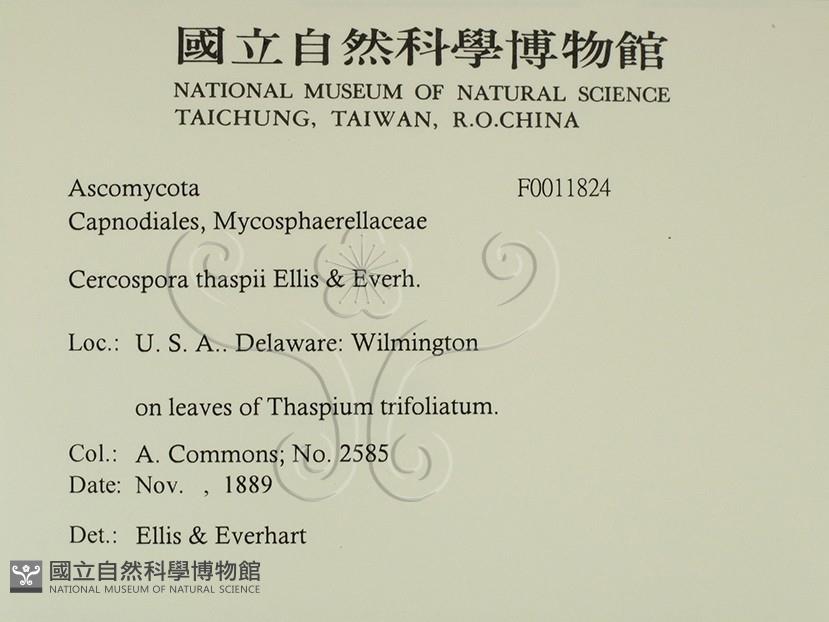 國立自然科學博物館
NATIONAL MUSEUM OF NATURAL SCIENCE
TAICHUNG, TAIWAN, R.O.CHINA
Ascomycota F0011824
Capnodiales, Mycosphaerellaceae
Cercospora thaspii Ellis & Everh.
Loc.: U. S. A.. Delaware: Wilmington
on leaves of Thaspium trifoliatum.
Col.: A. Commons; No. 2585
Date: Nov. , 1889
Det.: Ellis & Everhart
國立自然科學博物館
NATIONAL MUSEUM OF NATURAL SCIENCE